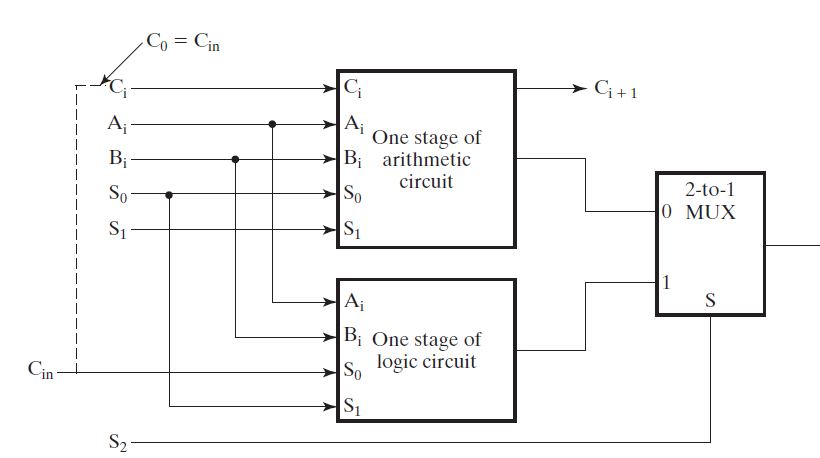 C₀ = Cᵢₙ
Cᵢ
Cᵢ
Cᵢ₊₁
Aᵢ
Aᵢ
One stage of
Bᵢ
Bᵢ
arithmetic
circuit
S₀
S₀
S₁
S₁
2-to-1
0 MUX
1
S
Aᵢ
Bᵢ
One stage of
logic circuit
Cᵢₙ
S₀
S₁
S₂